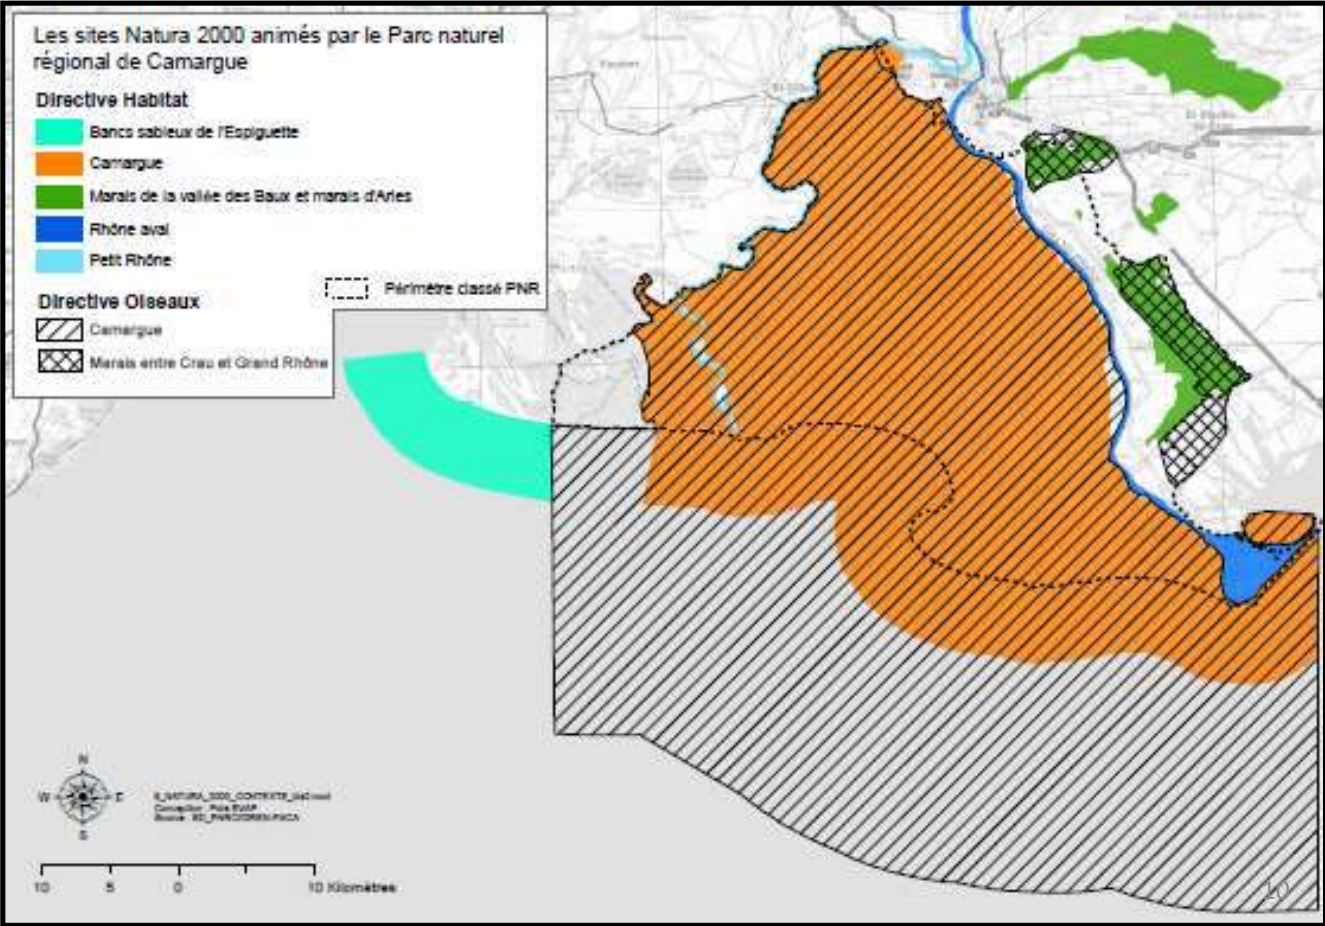 Les sites Natura 2000 animés par le Parc naturel
régional de Camargue
Directive Habitat
Bancs sableux de l'Espiguette
Camargue
Marais de la vallée des Baux et marais d'Arles
Rhône aval
Petit Rhône
Périmètre classé PNR
Directive Oiseaux
Camargue
Marais entre Crau et Grand Rhône
N
W E
S
10 5 0 10 Kilomètres
10